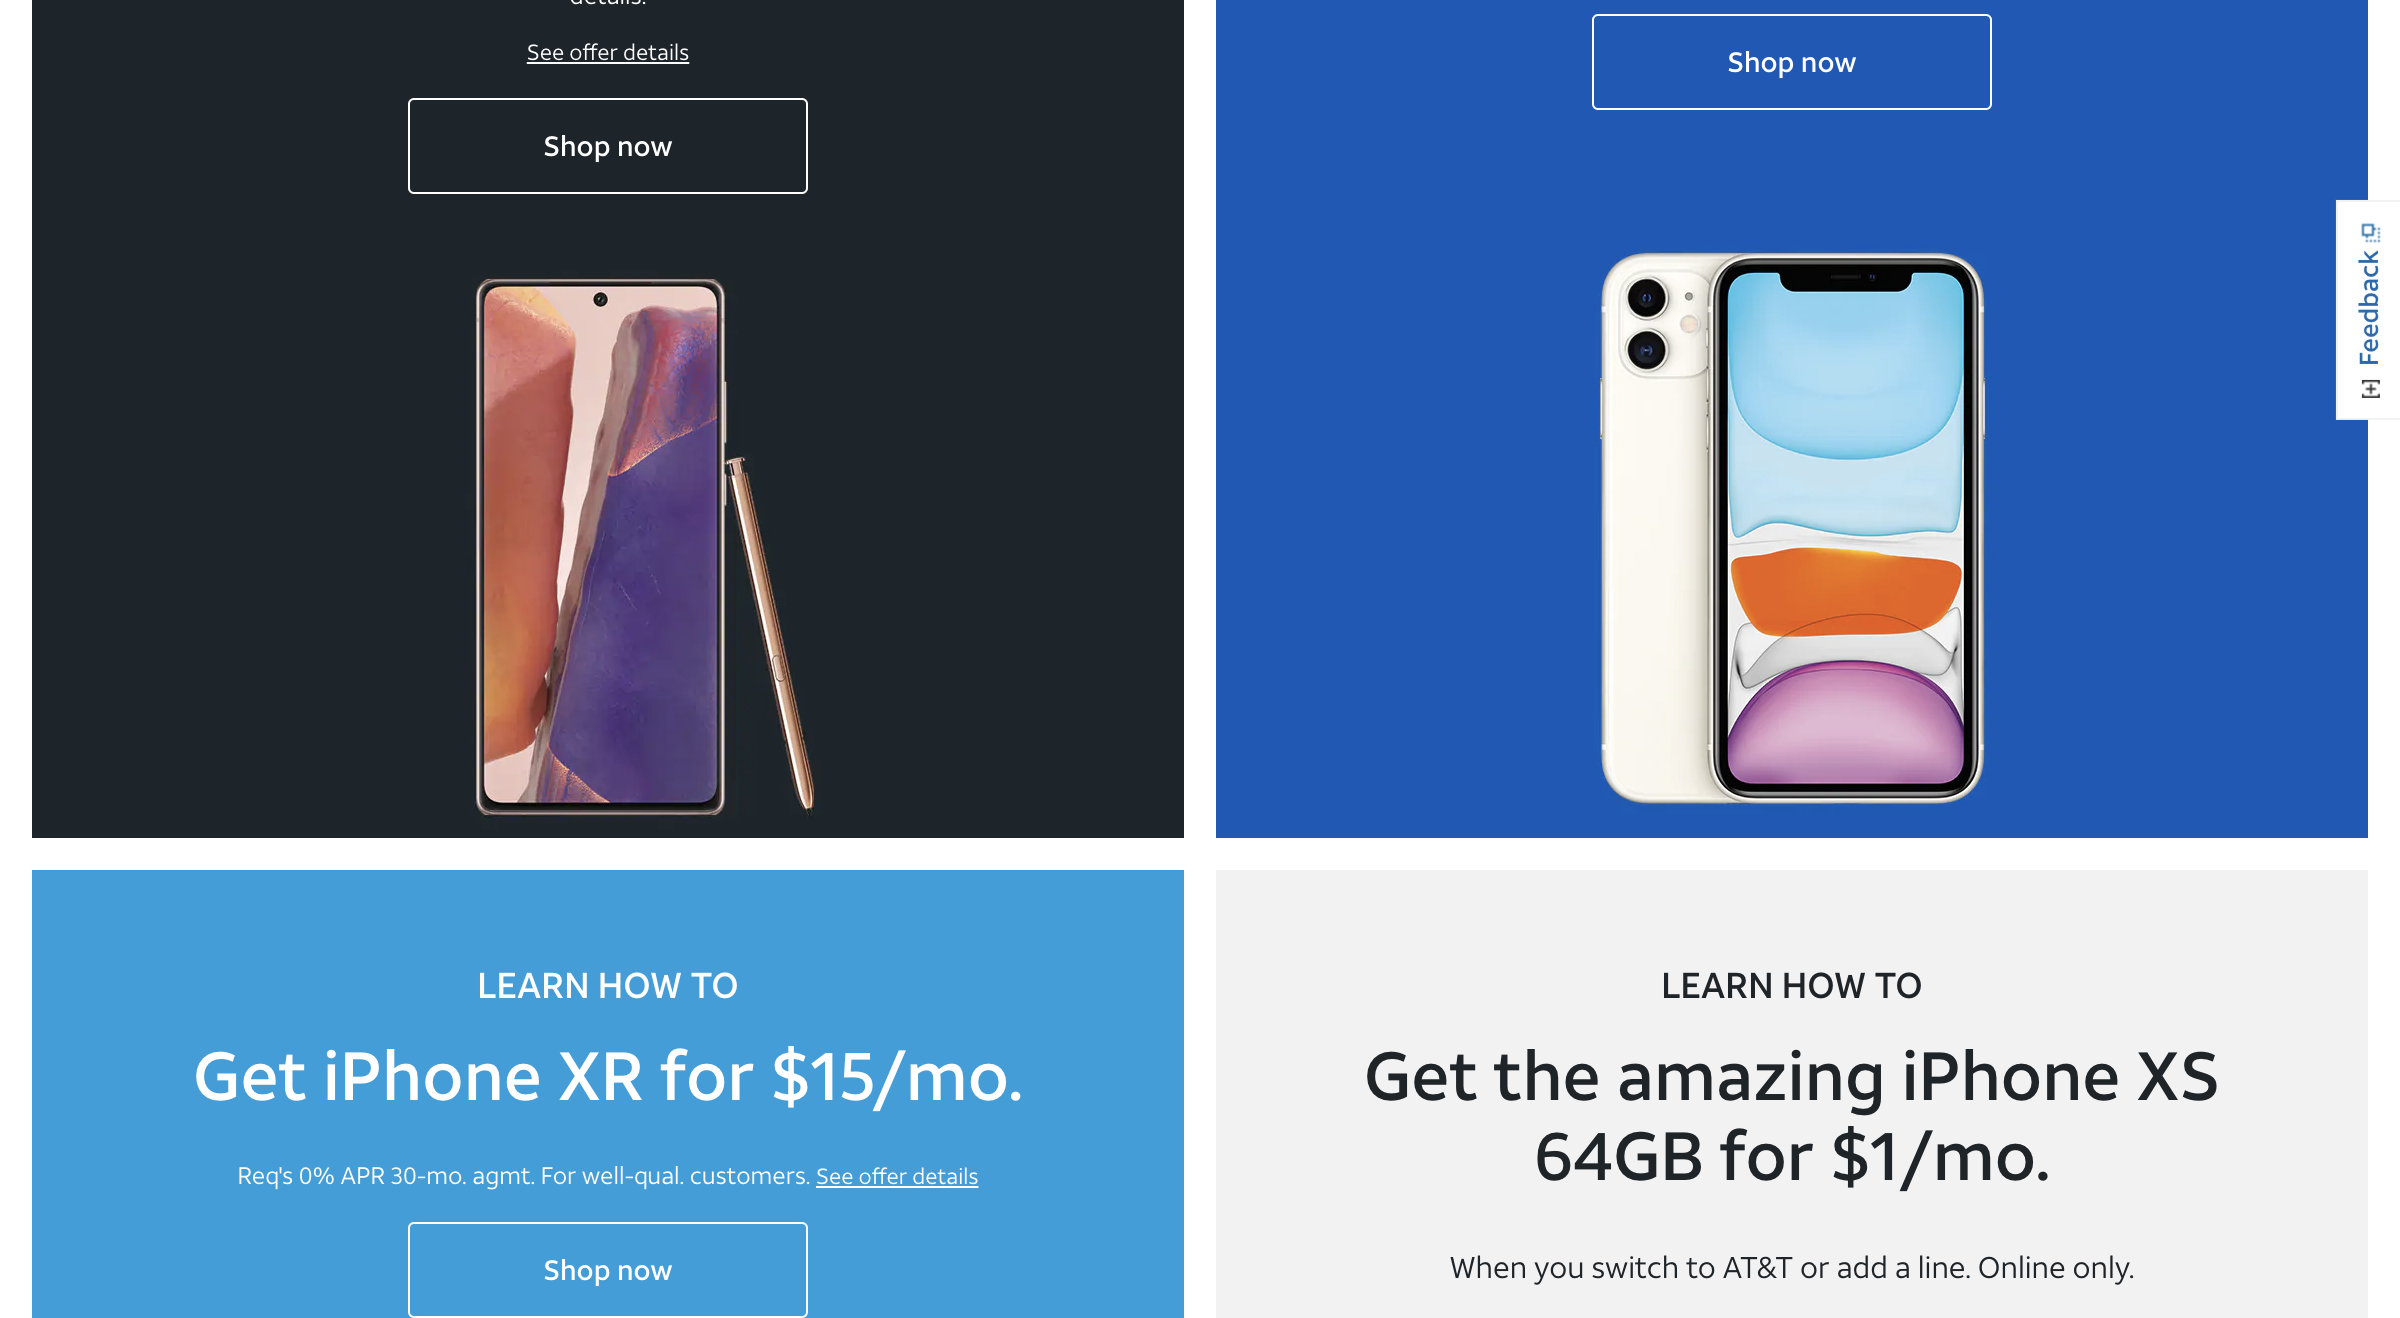 details.
See offer details
Shop now
Shop now
Feedback
LEARN HOW TO
Get iPhone XR for $15/mo.
Req's 0% APR 30-mo. agmt. For well-qual. customers. See offer details
Shop now
LEARN HOW TO
Get the amazing iPhone XS
64GB for $1/mo.
When you switch to AT&T or add a line. Online only.